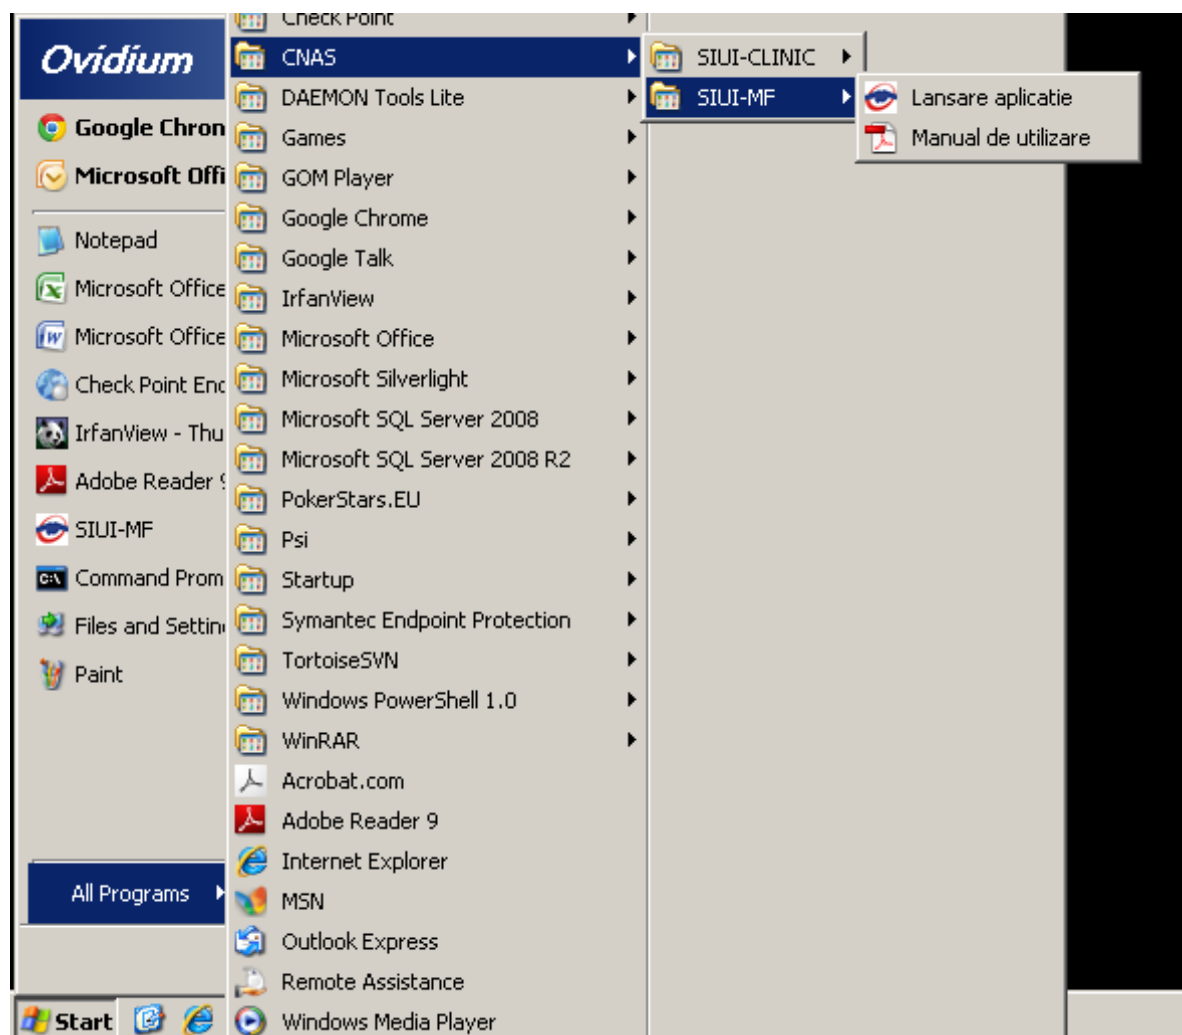 Ovidium
Google Chron
Microsoft Offi
Notepad
Microsoft Office
Microsoft Office
Check Point End
IrfanView - Thu
Adobe Reader 9
SIUI-MF
Command Prom
Files and Settin
Paint
All Programs
Start
Check Point
CNAS
DAEMON Tools Lite
Games
GOM Player
Google Chrome
Google Talk
IrfanView
Microsoft Office
Microsoft Silverlight
Microsoft SQL Server 2008
Microsoft SQL Server 2008 R2
PokerStars.EU
Psi
Startup
Symantec Endpoint Protection
TortoiseSVN
Windows PowerShell 1.0
WinRAR
Acrobat.com
Adobe Reader 9
Internet Explorer
MSN
Outlook Express
Remote Assistance
Windows Media Player
SIUI-CLINIC
SIUI-MF
Lansare aplicatie
Manual de utilizare